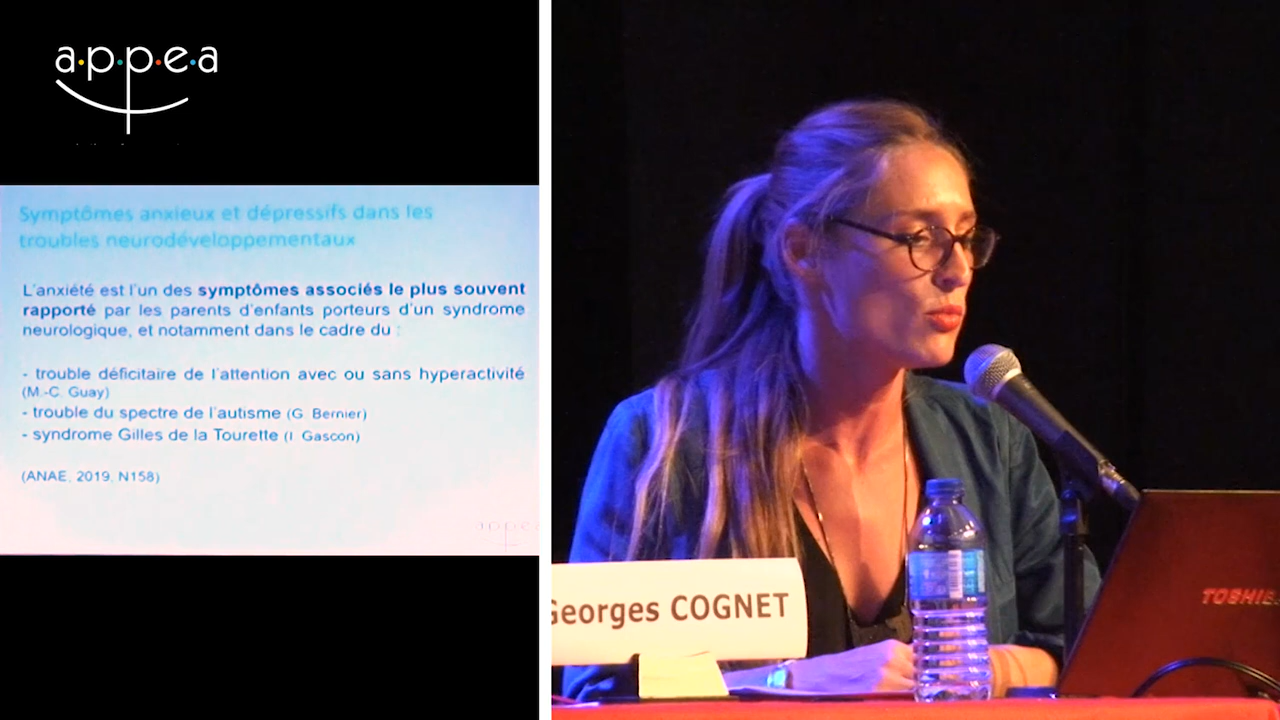 a·p·p·e·a
Symptômes anxieux et dépressifs dans les
troubles neurodéveloppementaux
L'anxiété est l'un des symptômes associés le plus souvent
rapporté par les parents d'enfants porteurs d'un syndrome
neurologique, et notamment dans le cadre du :
- trouble déficitaire de l'attention avec ou sans hyperactivité
(M.-C. Guay)
- trouble du spectre de l'autisme (G. Bernier)
- syndrome Gilles de la Tourette (I. Gascon)
(ANAE, 2019, N158)
appea
Georges COGNET
TOSHIB